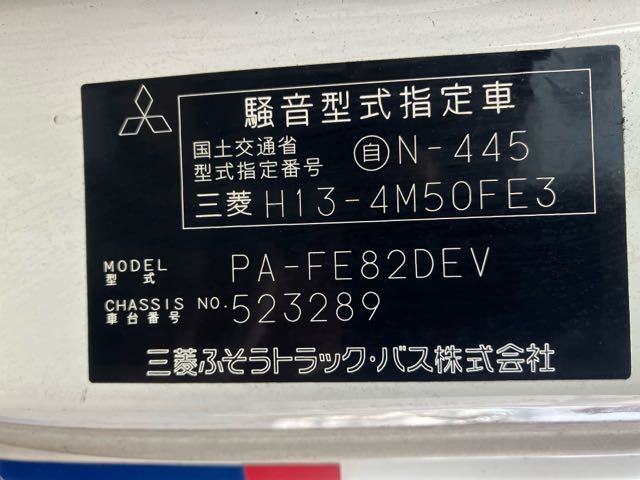 騒音型式指定車
国土交通省
型式指定番号 自N-445
三菱 H13-4M50FE3
MODEL
型式 PA-FE82DEV
CHASSIS NO.
車台番号 523289
三菱ふそうトラック・バス株式会社